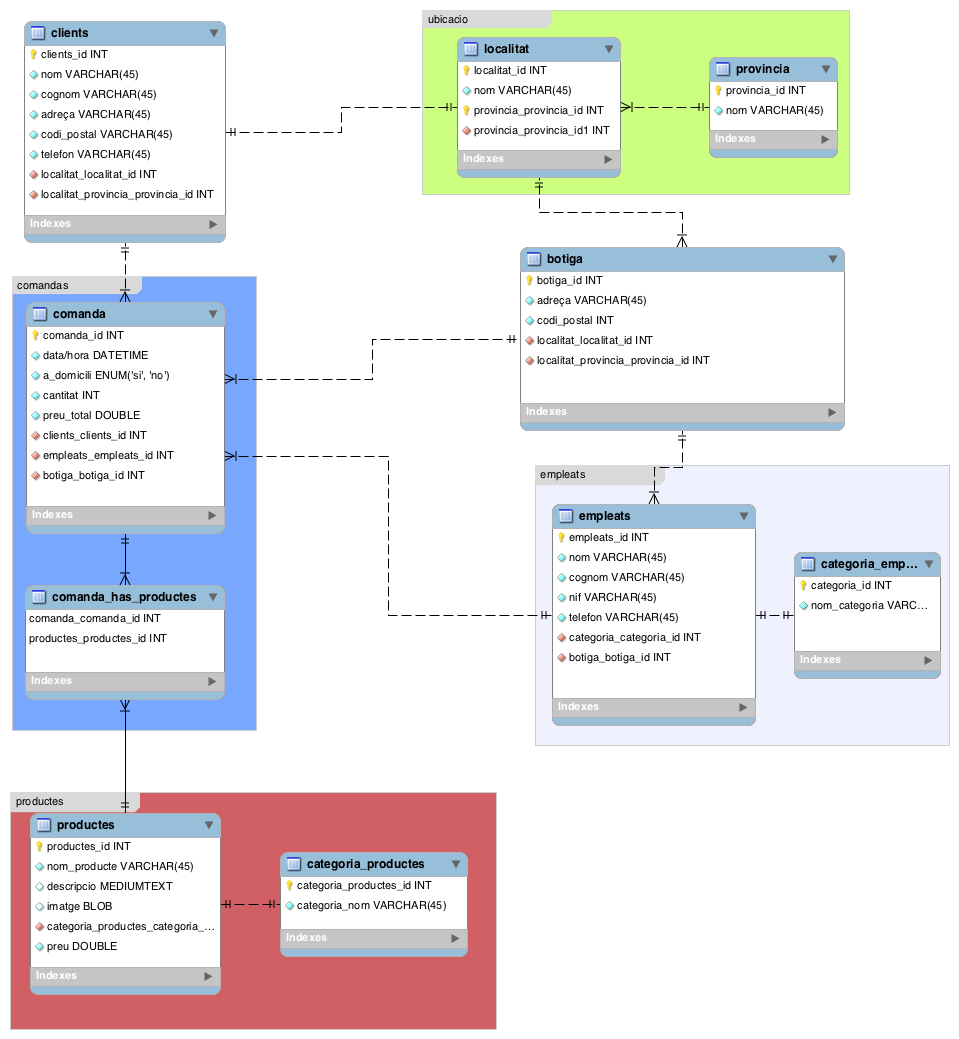 clients
clients_id INT
nom VARCHAR(45)
cognom VARCHAR(45)
adreça VARCHAR(45)
codi_postal VARCHAR(45)
telefon VARCHAR(45)
localitat_localitat_id INT
localitat_provincia_provincia_id INT
Indexes
ubicacio
localitat
localitat_id INT
nom VARCHAR(45)
provincia_provincia_id INT
provincia_provincia_id1 INT
Indexes
provincia
provincia_id INT
nom VARCHAR(45)
Indexes
botiga
botiga_id INT
adreça VARCHAR(45)
codi_postal INT
localitat_localitat_id INT
localitat_provincia_provincia_id INT
Indexes
comandas
comanda
comanda_id INT
data/hora DATETIME
a_domicili ENUM('si', 'no')
cantitat INT
preu_total DOUBLE
clients_clients_id INT
empleats_empleats_id INT
botiga_botiga_id INT
Indexes
comanda_has_productes
comanda_comanda_id INT
productes_productes_id INT
Indexes
empleats
empleats
empleats_id INT
nom VARCHAR(45)
cognom VARCHAR(45)
nif VARCHAR(45)
telefon VARCHAR(45)
categoria_categoria_id INT
botiga_botiga_id INT
Indexes
categoria_emp...
categoria_id INT
nom_categoria VARC...
Indexes
productes
productes
productes_id INT
nom_producte VARCHAR(45)
descripcio MEDIUMTEXT
imatge BLOB
categoria_productes_categoria_...
preu DOUBLE
Indexes
categoria_productes
categoria_productes_id INT
categoria_nom VARCHAR(45)
Indexes